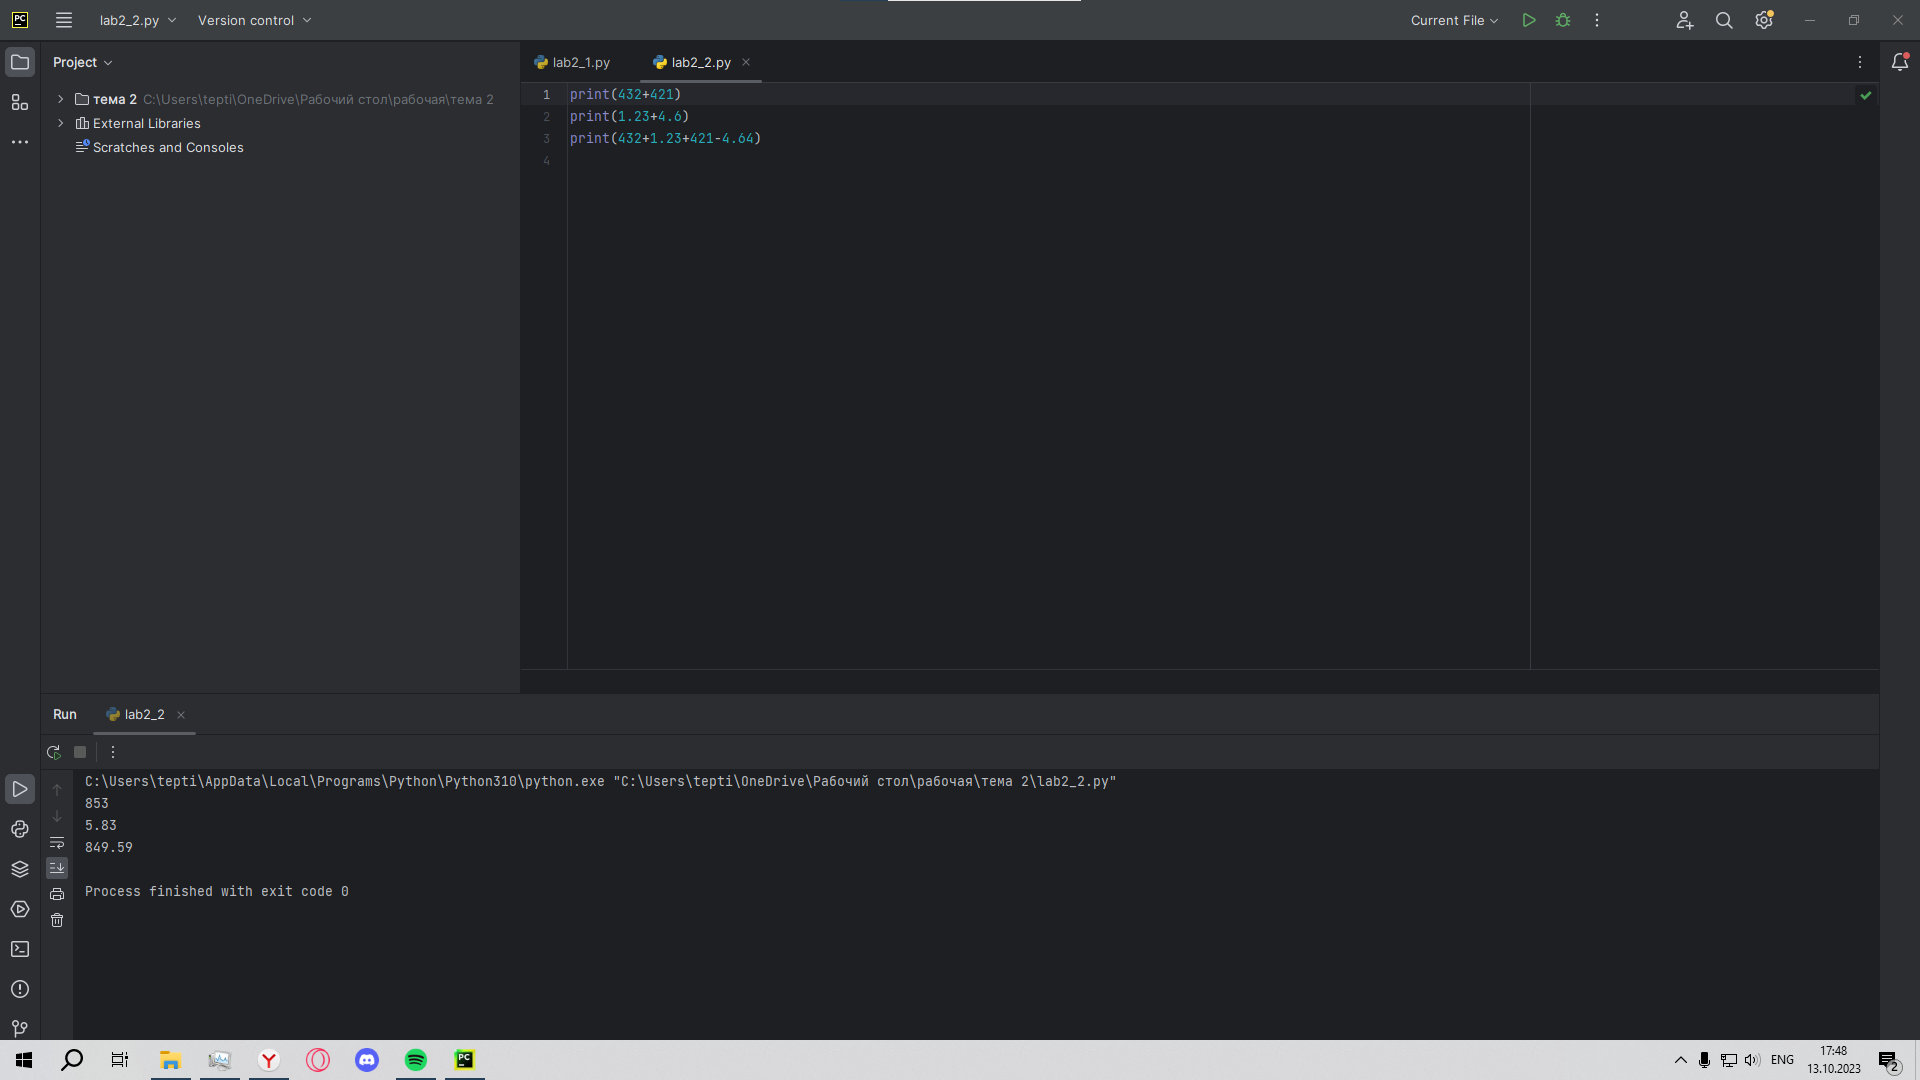 PC lab2_2.py Version control Current File
Project
lab2_1.py lab2_2.py
тема 2 C:\Users\tepti\OneDrive\Рабочий стол\рабочая\тема 2
External Libraries
Scratches and Consoles
1 print(432+421)
2 print(1.23+4.6)
3 print(432+1.23+421-4.64)
4
Run lab2_2
C:\Users\tepti\AppData\Local\Programs\Python\Python310\python.exe "C:\Users\tepti\OneDrive\Рабочий стол\рабочая\тема 2\lab2_2.py"
853
5.83
849.59
Process finished with exit code 0
Y PC ENG 17:48
13.10.2023 2